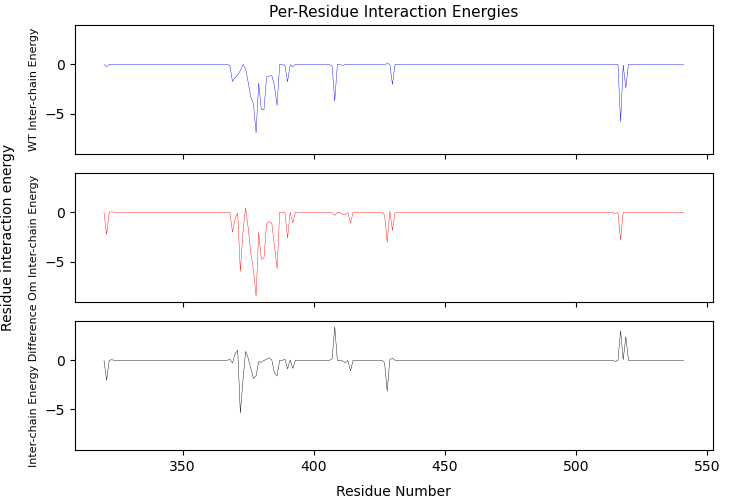 Per-Residue Interaction Energies
Residue interaction energy
WT Inter-chain Energy
0
−5
Om Inter-chain Energy
0
−5
Inter-chain Energy Difference
0
−5
350
400
450
500
550
Residue Number